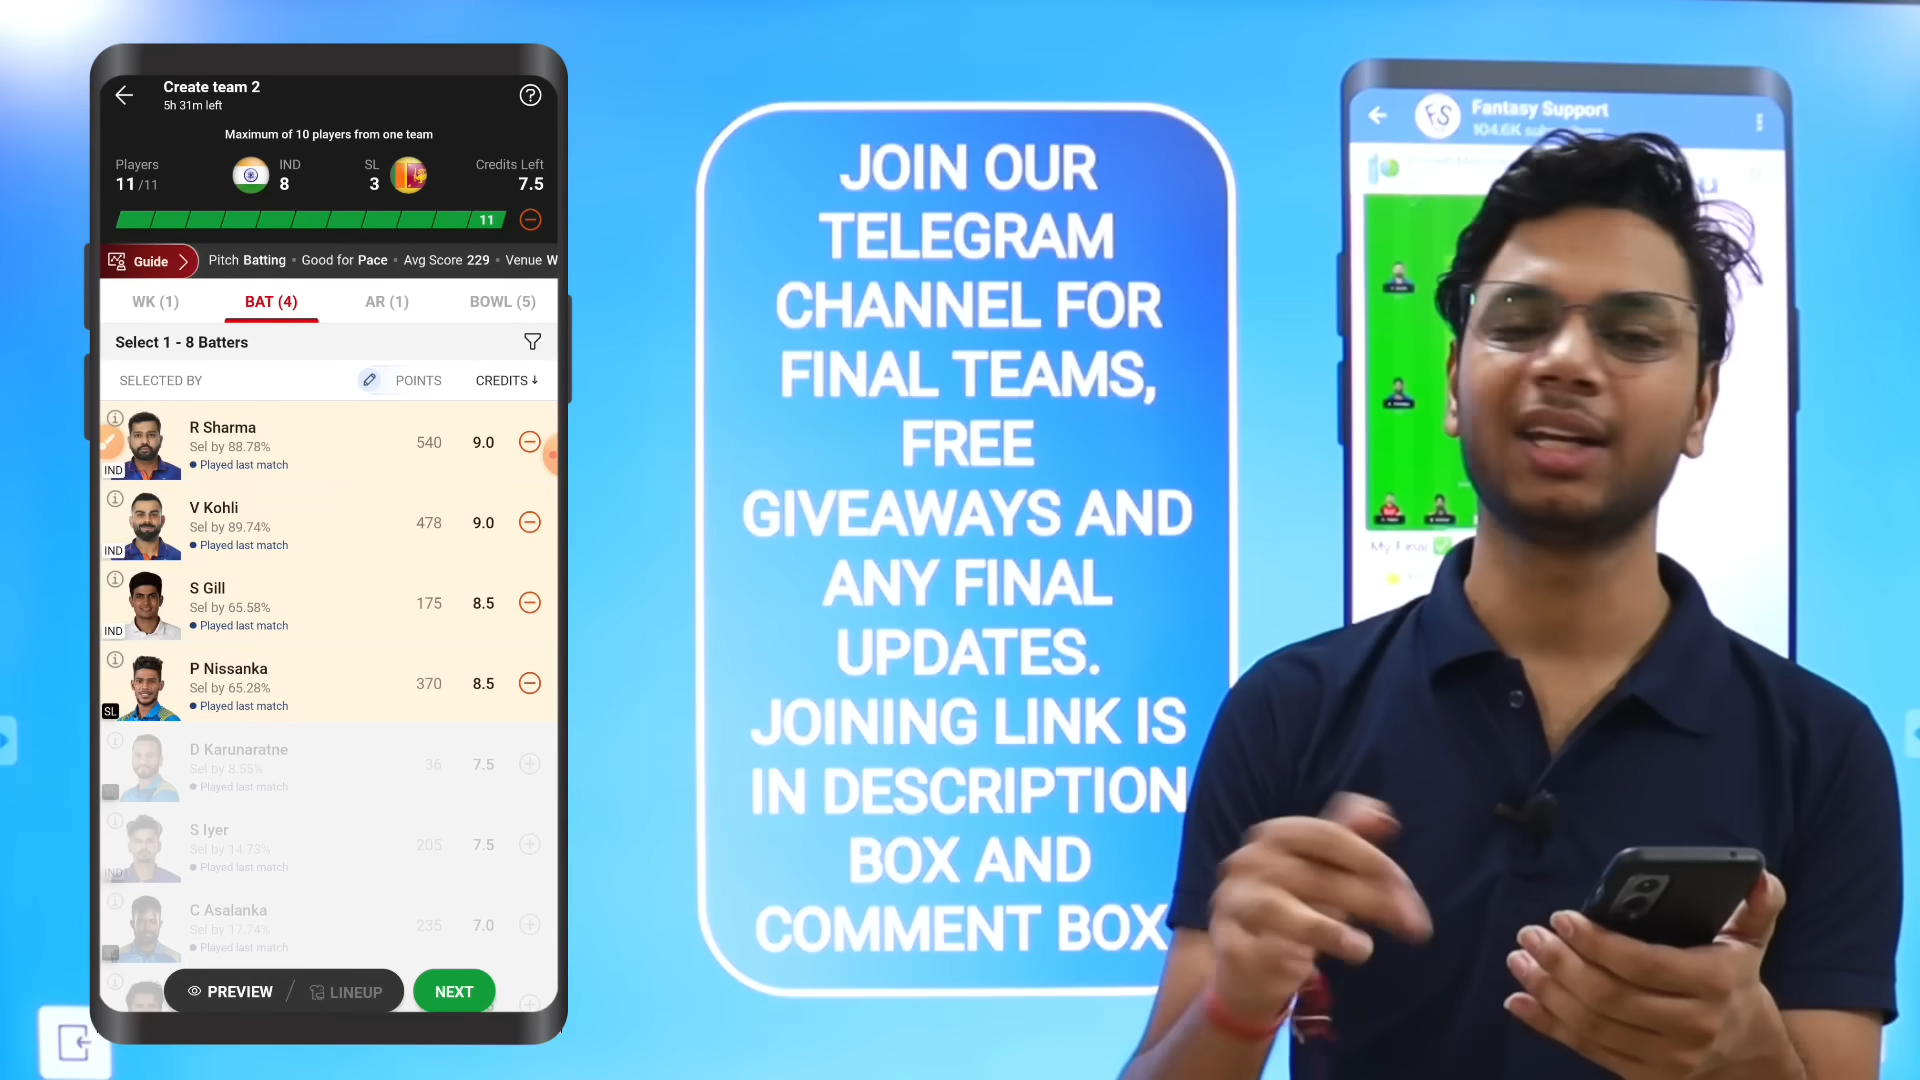 Create team 2
5h 31m left
Maximum of 10 players from one team
Players
11/11
IND
8
SL
3
Credits Left
7.5
11
Guide
Pitch Batting • Good for Pace • Avg Score 229 • Venue W
WK (1)
BAT (4)
AR (1)
BOWL (5)
Select 1 - 8 Batters
SELECTED BY
POINTS
CREDITS↓
R Sharma
Sel by 88.78%
Played last match
540
9.0
IND
V Kohli
Sel by 89.74%
Played last match
478
9.0
IND
S Gill
Sel by 65.58%
Played last match
175
8.5
IND
P Nissanka
Sel by 65.28%
Played last match
370
8.5
SL
D Karunaratne
Sel by 8.55%
Played last match
36
7.5
S Iyer
Sel by 14.73%
Played last match
205
7.5
IND
C Asalanka
Sel by 17.74%
Played last match
235
7.0
PREVIEW
LINEUP
NEXT
JOIN OUR
TELEGRAM
CHANNEL FOR
FINAL TEAMS,
FREE
GIVEAWAYS AND
ANY FINAL
UPDATES.
JOINING LINK IS
IN DESCRIPTION
BOX AND
COMMENT BOX
FS
Fantasy Support
104.6K
My Final